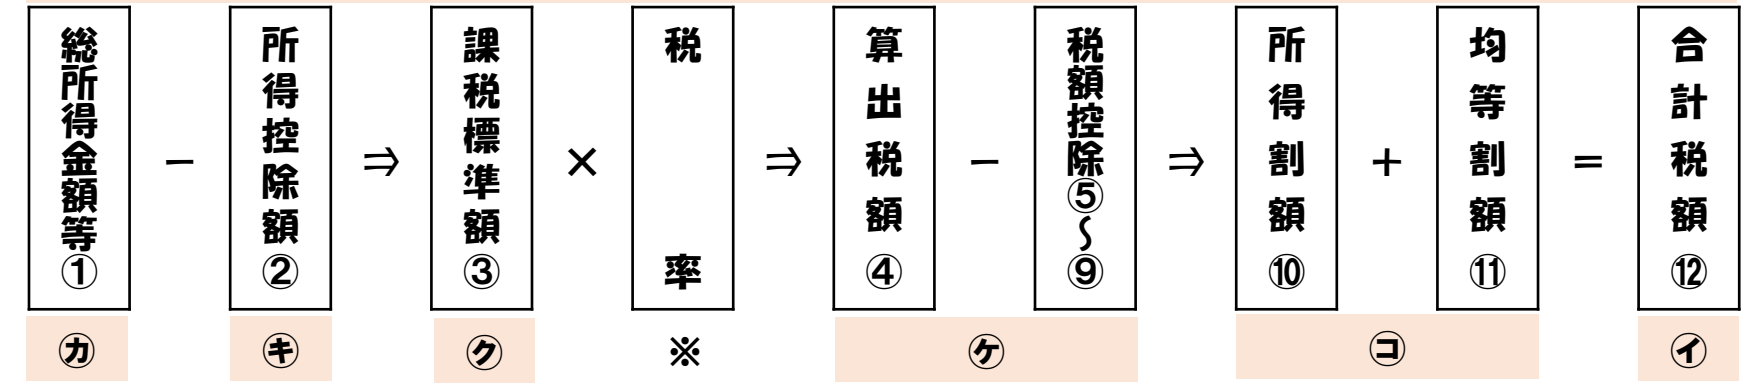 総所得金額等①
－
所得控除額②
⇒
課税標準額③
×
税率
⇒
算出税額④
－
税額控除⑤～⑨
⇒
所得割額⑩
＋
均等割額⑪
＝
合計税額⑫
㋕
㋖
㋗
※
㋘
㋙
㋑